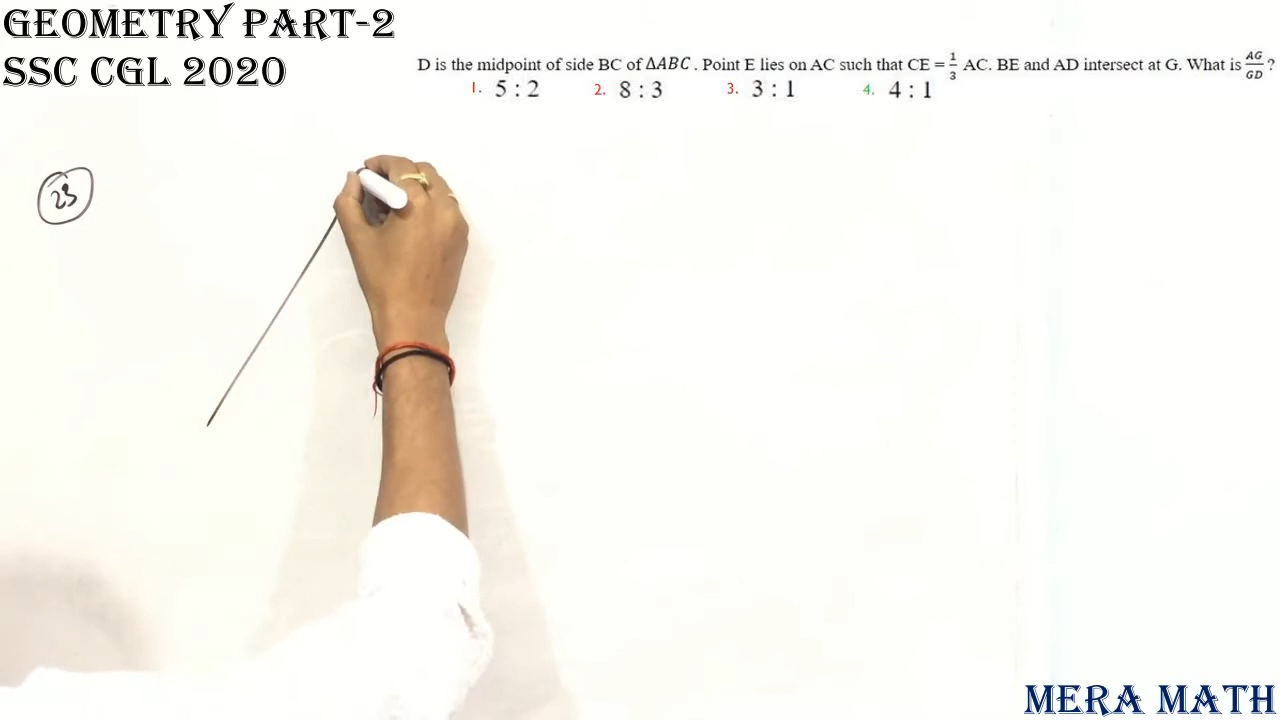 GEOMETRY PART-2
SSC CGL 2020
D is the midpoint of side BC of ΔABC . Point E lies on AC such that CE = 1/3 AC. BE and AD intersect at G. What is AG/GD ?
1. 5 : 2 2. 8 : 3 3. 3 : 1 4. 4 : 1
23
MERA MATH